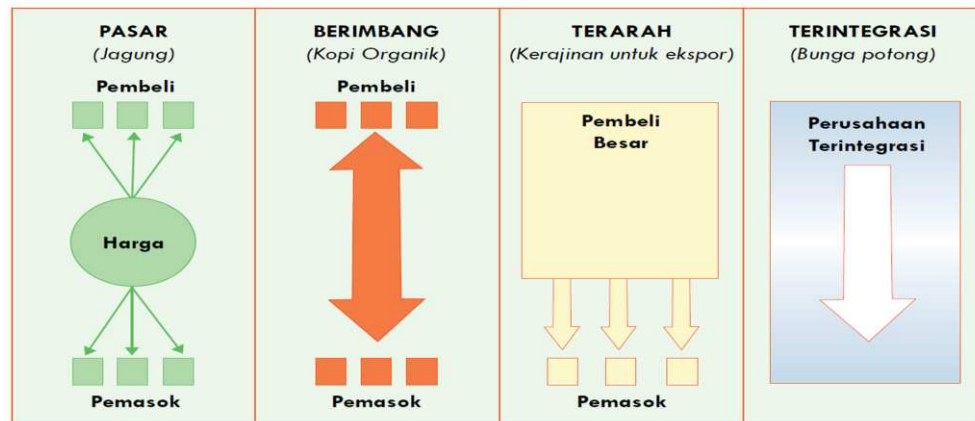 PASAR
(Jagung)
Pembeli
Harga
Pemasok
BERIMBANG
(Kopi Organik)
Pembeli
Pemasok
TERARAH
(Kerajinan untuk ekspor)
Pembeli
Besar
Pemasok
TERINTEGRASI
(Bunga potong)
Perusahaan
Terintegrasi